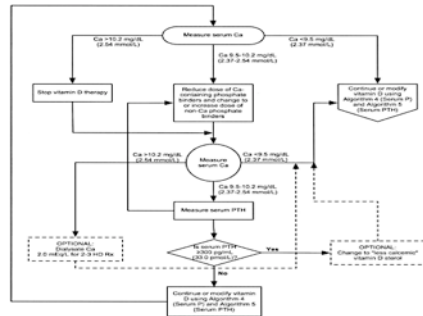 Measure serum Ca
Ca >10.2 mg/dL
(2.54 mmol/L)
Ca 9.5-10.2 mg/dL
(2.37-2.54 mmol/L)
Ca <9.5 mg/dL
(2.37 mmol/L)
Stop vitamin D therapy
Reduce dose of Ca-
containing phosphate
binders and change to
or increase dose of
non-Ca phosphate
binders
Continue or modify
vitamin D using
Algorithm 4 (Serum P) and
Algorithm 5
(Serum PTH)
Ca >10.2 mg/dL
(2.54 mmol/L)
Measure
serum Ca
Ca <9.5 mg/dL
(2.37 mmol/L)
Ca 9.5-10.2 mg/dL
(2.37-2.54 mmol/L)
Measure serum PTH
OPTIONAL:
Dialysate Ca
2.0 mEq/L for 2-3 HD Rx
Is serum PTH
≥300 pg/mL
(33.0 pmol/L)?
Yes
OPTIONAL:
Change to "less calcemic"
vitamin D sterol
No
Continue or modify vitamin
D using Algorithm 4
(Serum P) and Algorithm 5
(Serum PTH)